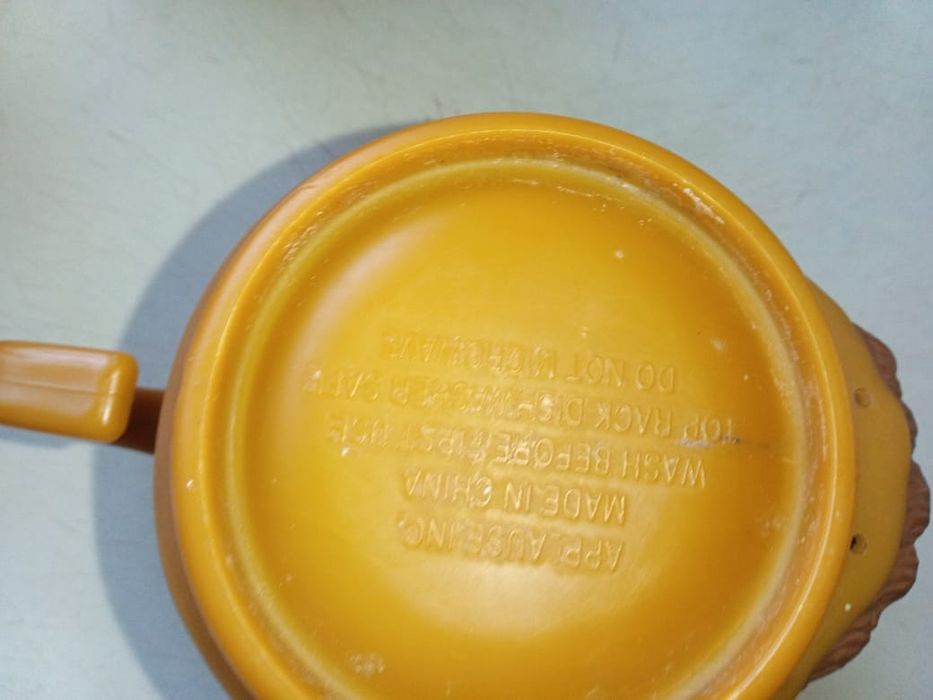 APPLAUSE INC.
MADE IN CHINA
WASH BEFORE FIRST USE
TOP RACK DISHWASHER SAFE
DO NOT MICROWAVE